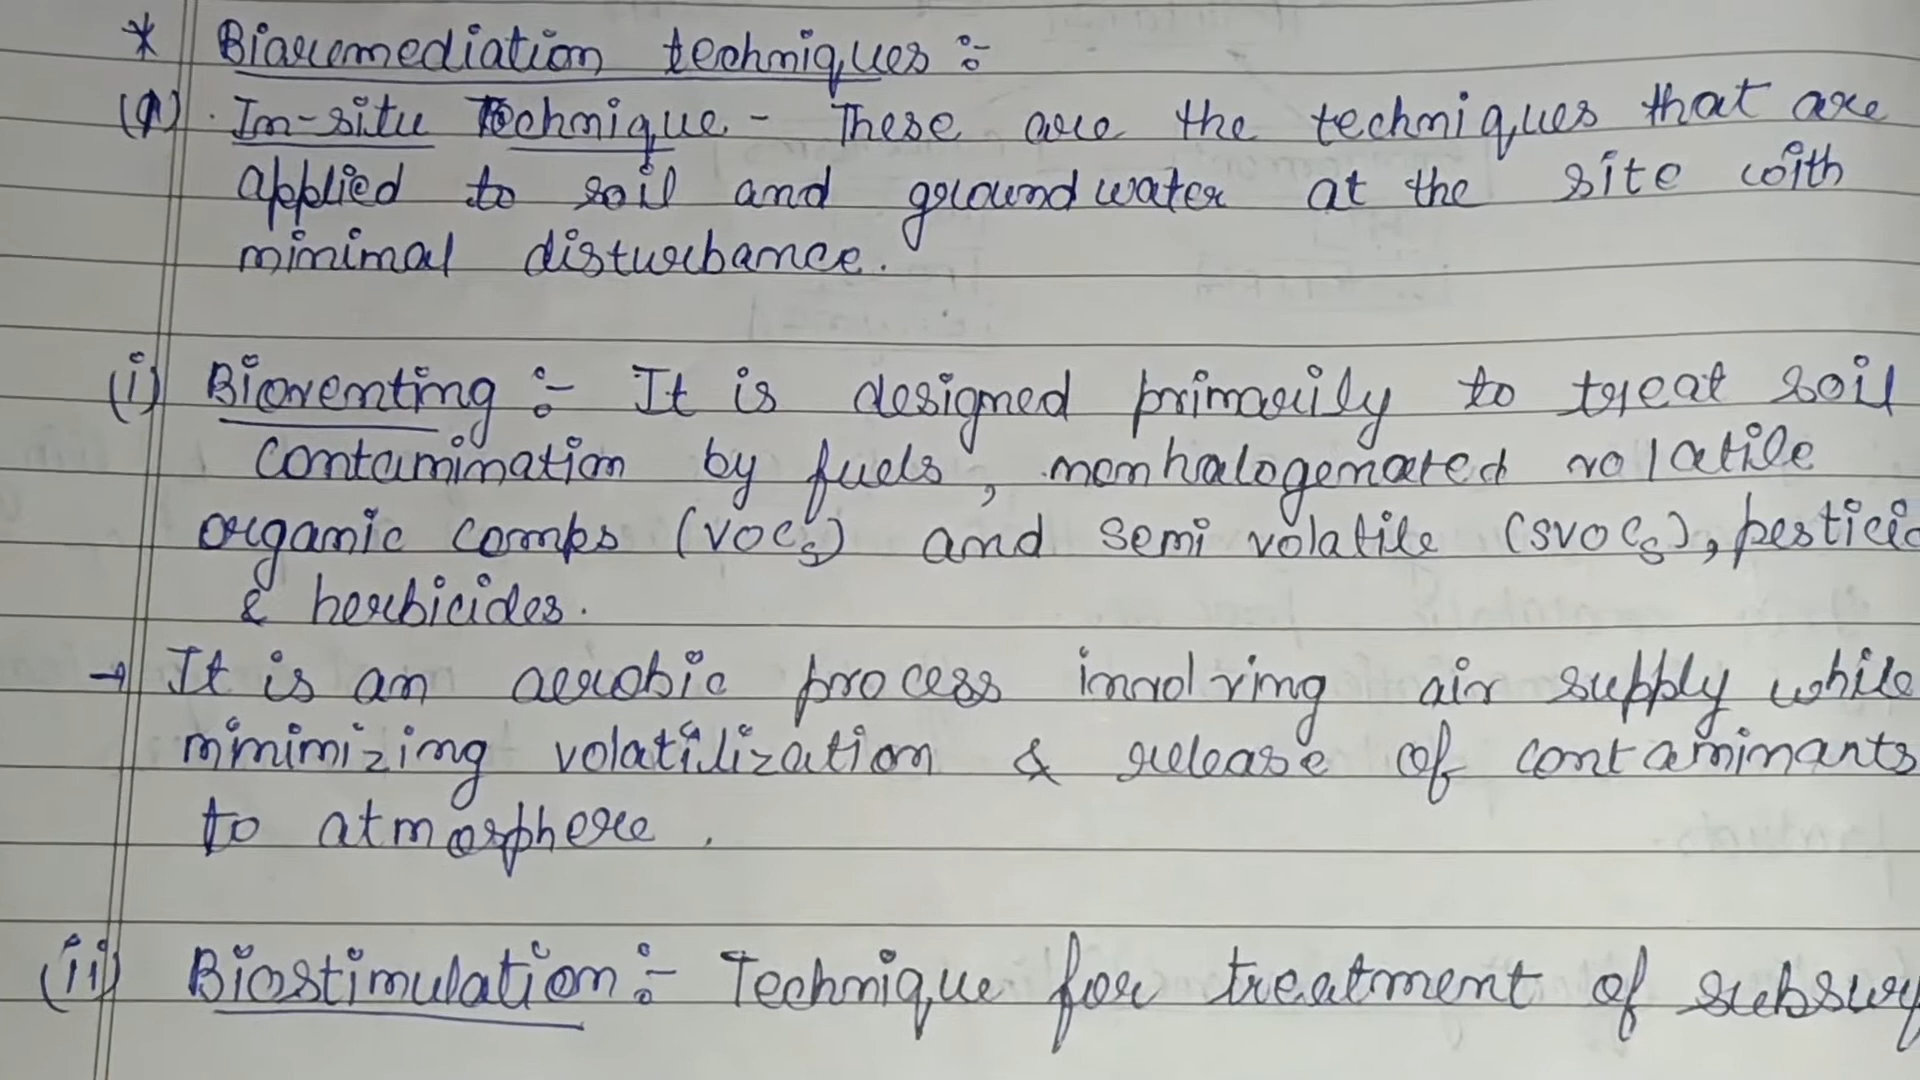 * Bioremediation techniques :-
(A). In-situ Technique - These are the techniques that are
applied to soil and groundwater at the site with
minimal disturbance.
(i) Bioventing :- It is designed primarily to treat soil
contamination by fuels, nonhalogenated volatile
organic comps (VOCs) and semi volatile (SVOCs), pesticid
& herbicides.
→ It is an aerobic process involving air supply while
minimizing volatilization & release of contaminants
to atmosphere.
(ii) Biostimulation :- Technique for treatment of subsurf